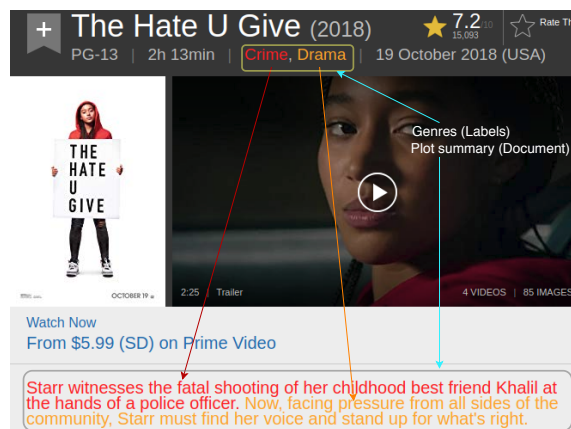 + The Hate U Give (2018)
7.2/10
15,093
Rate Th
PG-13 | 2h 13min | Crime, Drama | 19 October 2018 (USA)
Genres (Labels)
Plot summary (Document)
THE
HATE
U
GIVE
OCTOBER 19
2:25 | Trailer
4 VIDEOS | 85 IMAGES
Watch Now
From $5.99 (SD) on Prime Video
Starr witnesses the fatal shooting of her childhood best friend Khalil at
the hands of a police officer. Now, facing pressure from all sides of the
community, Starr must find her voice and stand up for what's right.